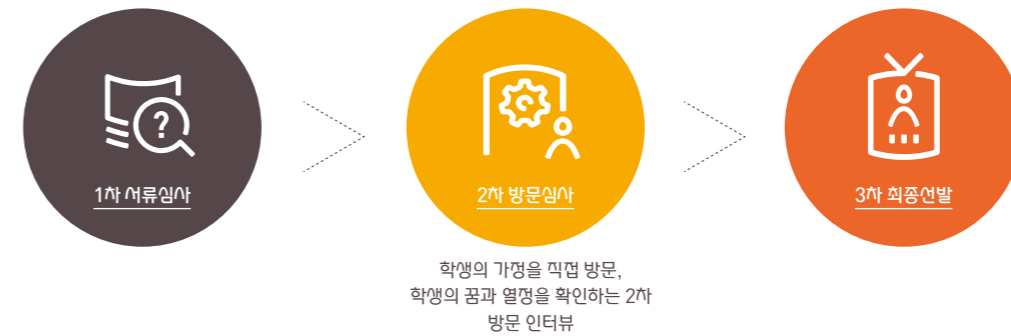 ?
1차 서류심사
2차 방문심사
3차 최종선발
학생의 가정을 직접 방문,
학생의 꿈과 열정을 확인하는 2차
방문 인터뷰